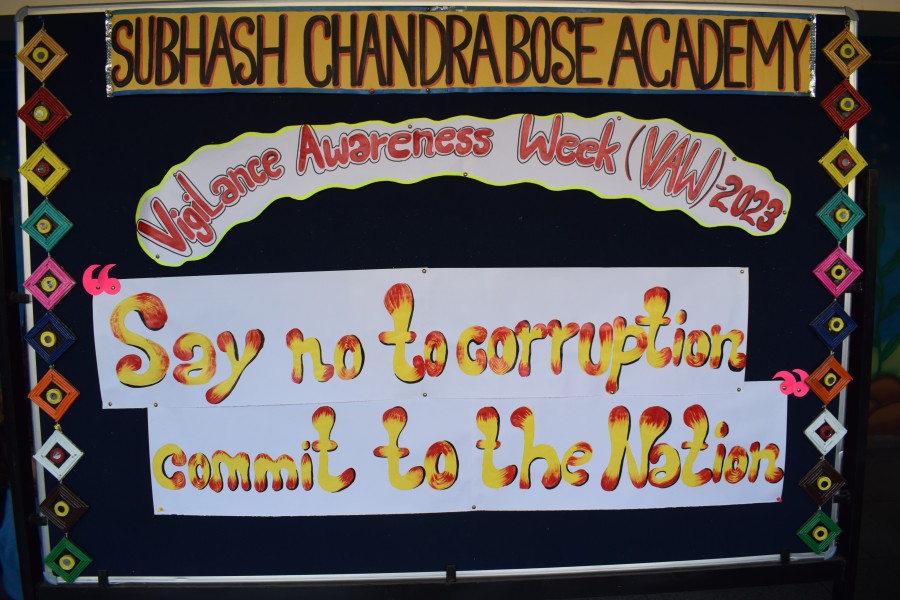 SUBHASH CHANDRA BOSE ACADEMY
Vigilance Awareness Week (VAW)-2023
“Say no to corruption
commit to the Nation”